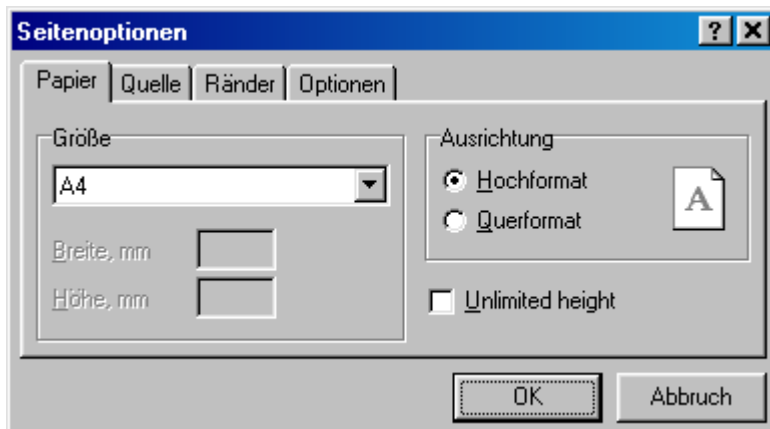 Seitenoptionen
Papier Quelle Ränder Optionen
Größe
A4
Breite, mm
Höhe, mm
Ausrichtung
Hochformat
Querformat
A
Unlimited height
OK Abbruch